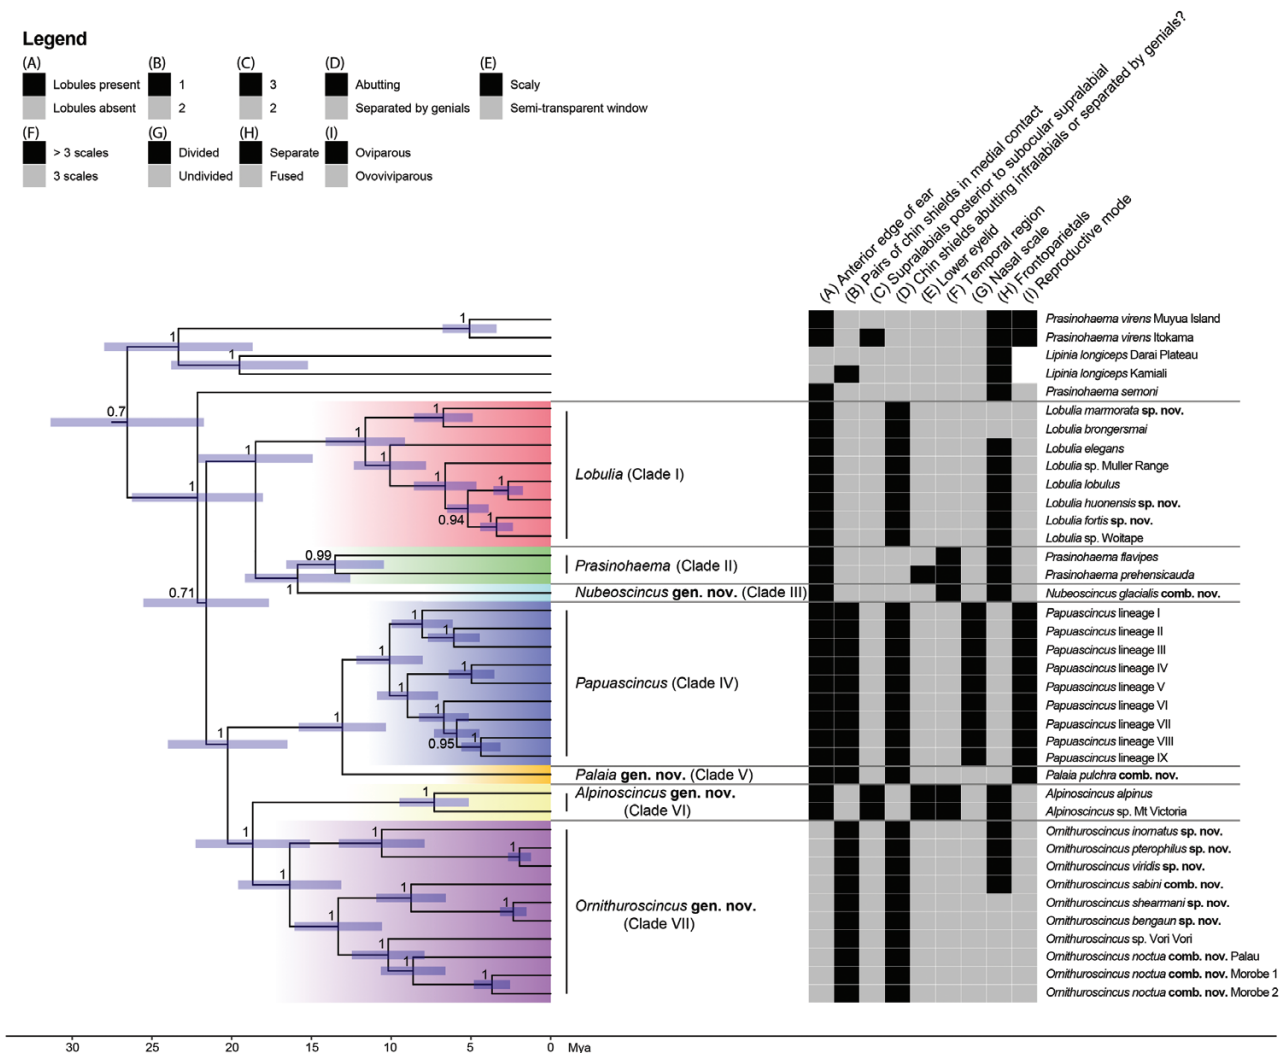 Legend
(A) (B) (C) (D) (E)
Lobules present 1 3 Abutting Scaly
Lobules absent 2 2 Separated by genials Semi-transparent window
(F) (G) (H) (I)
> 3 scales Divided Separate Oviparous
3 scales Undivided Fused Ovoviviparous
(A) Anterior edge of ear
(B) Pairs of chin shields in medial contact
(C) Supralabials posterior to subocular supralabial
(D) Chin shields abutting infralabials or separated by genials?
(E) Lower eyelid
(F) Temporal region
(G) Nasal scale
(H) Frontoparietals
(I) Reproductive mode
Prasinohaema virens Muyua Island
Prasinohaema virens Itokama
Lipinia longiceps Darai Plateau
Lipinia longiceps Kamiali
Prasinohaema semoni
Lobulia marmorata sp. nov.
Lobulia brongersmai
Lobulia elegans
Lobulia sp. Muller Range
Lobulia lobulus
Lobulia huonensis sp. nov.
Lobulia fortis sp. nov.
Lobulia sp. Woitape
Prasinohaema flavipes
Prasinohaema prehensicauda
Nubeoscincus glacialis comb. nov.
Papuascincus lineage I
Papuascincus lineage II
Papuascincus lineage III
Papuascincus lineage IV
Papuascincus lineage V
Papuascincus lineage VI
Papuascincus lineage VII
Papuascincus lineage VIII
Papuascincus lineage IX
Palaia pulchra comb. nov.
Alpinoscincus alpinus
Alpinoscincus sp. Mt Victoria
Ornithuroscincus inornatus sp. nov.
Ornithuroscincus pterophilus sp. nov.
Ornithuroscincus viridis sp. nov.
Ornithuroscincus sabini comb. nov.
Ornithuroscincus shearmani sp. nov.
Ornithuroscincus bengaun sp. nov.
Ornithuroscincus sp. Vori Vori
Ornithuroscincus noctua comb. nov. Palau
Ornithuroscincus noctua comb. nov. Morobe 1
Ornithuroscincus noctua comb. nov. Morobe 2
Lobulia (Clade I)
Prasinohaema (Clade II)
Nubeoscincus gen. nov. (Clade III)
Papuascincus (Clade IV)
Palaia gen. nov. (Clade V)
Alpinoscincus gen. nov.
(Clade VI)
Ornithuroscincus gen. nov.
(Clade VII)
1
1
1
0.7
1
1
1
1
1
1
0.94
1
1
0.99
1
0.71
1
1
1
1
1
1
0.95
1
1
1
1
1
1
1
1
1
1
1
1
1
1
30 25 20 15 10 5 0 Mya